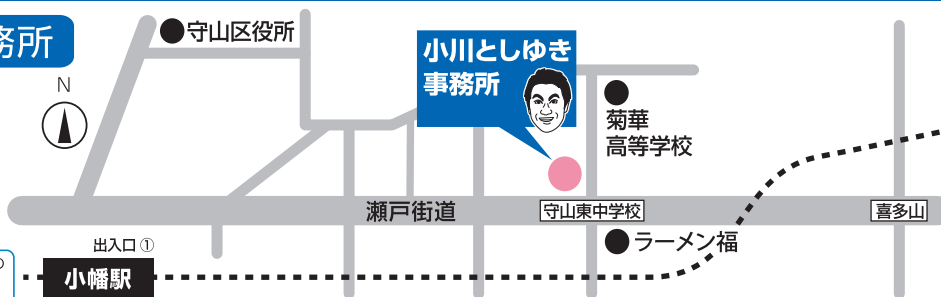 務所
守山区役所
小川としゆき
事務所
N
菊華
高等学校
瀬戸街道
守山東中学校
喜多山
ラーメン福
出入口①
小幡駅